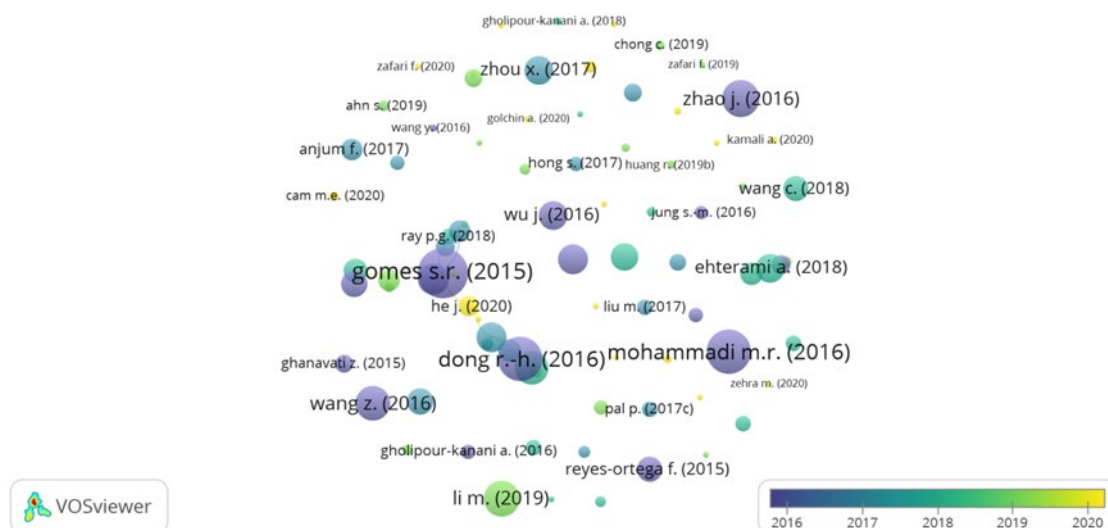 gholipour-kanani a. (2018)
chong c. (2019)
zhou x. (2017)
zafari f. (2020)
zafari f. (2019)
zhao j. (2016)
ahn s. (2019)
golchin a. (2020)
wang y. (2016)
kamali a. (2020)
anjum f. (2017)
hong s. (2017)
huang r. (2019b)
cam m.e. (2020)
wang c. (2018)
wu j. (2016)
jung s.-m. (2016)
ray p.g. (2018)
gomes s.r. (2015)
ehterami a. (2018)
he j. (2020)
liu m. (2017)
dong r.-h. (2016)
mohammadi m.r. (2016)
ghanavati z. (2015)
zehra m. (2020)
wang z. (2016)
pal p. (2017c)
gholipour-kanani a. (2016)
reyes-ortega f. (2015)
li m. (2019)
VOSviewer
2016 2017 2018 2019 2020